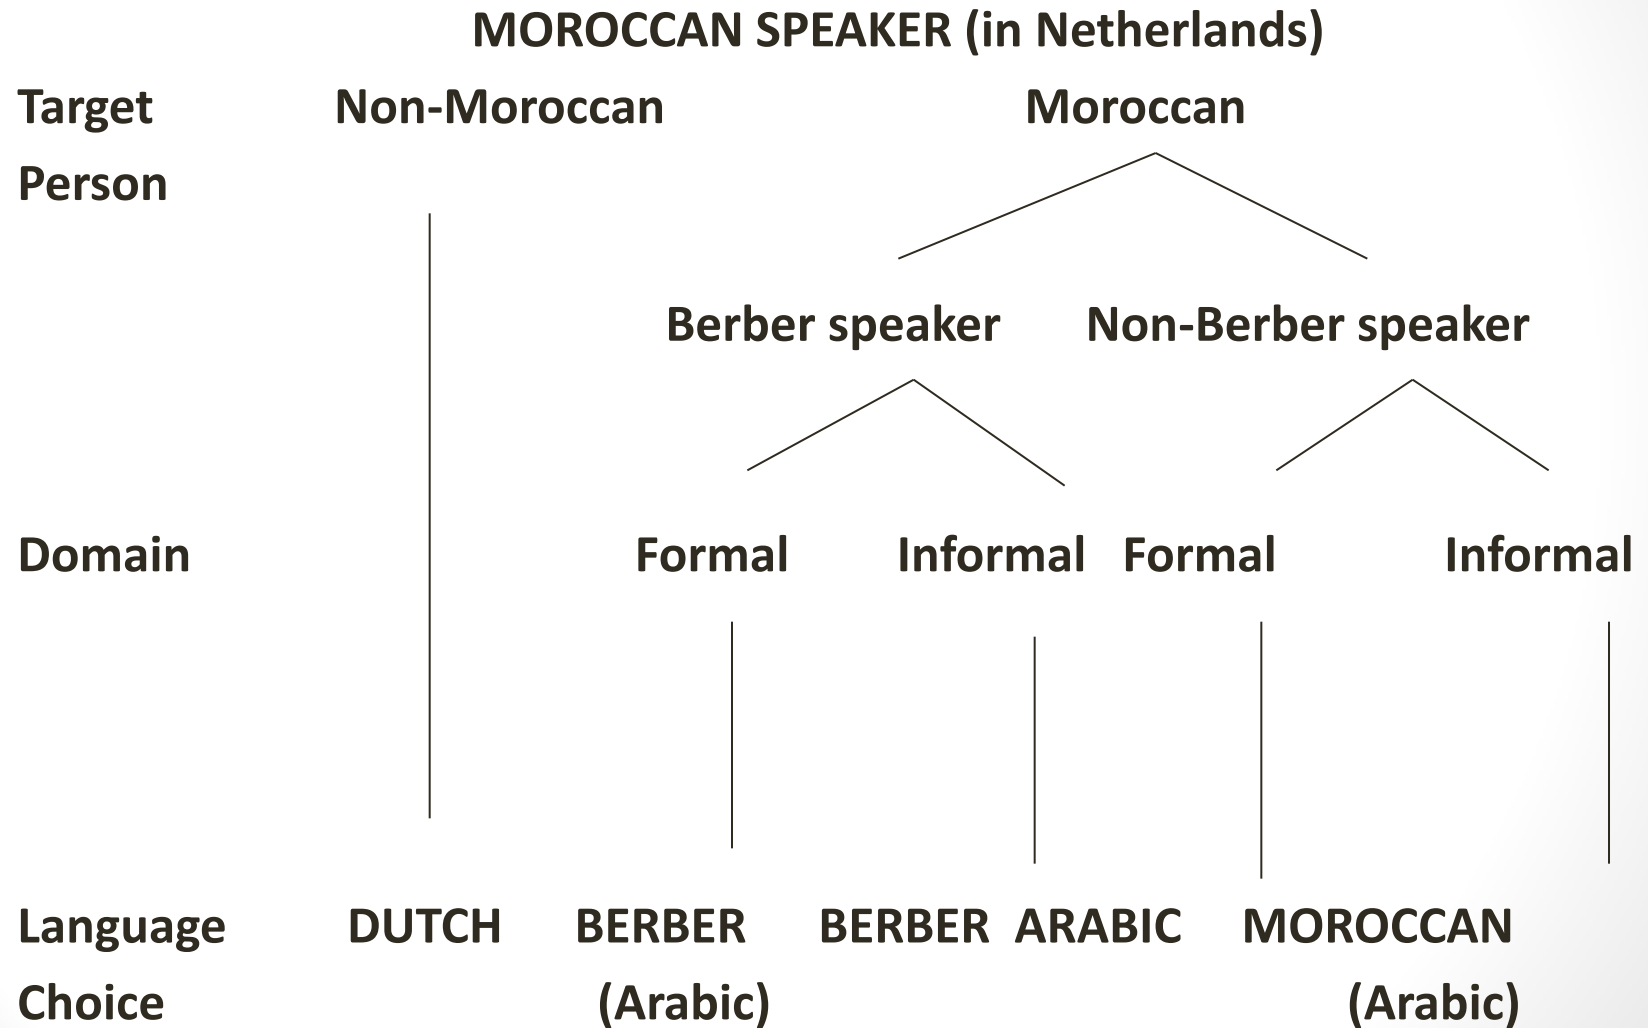 MOROCCAN SPEAKER (in Netherlands)
Target Non-Moroccan Moroccan
Person
Berber speaker Non-Berber speaker
Domain Formal Informal Formal Informal
Language DUTCH BERBER BERBER ARABIC MOROCCAN
Choice (Arabic) (Arabic)